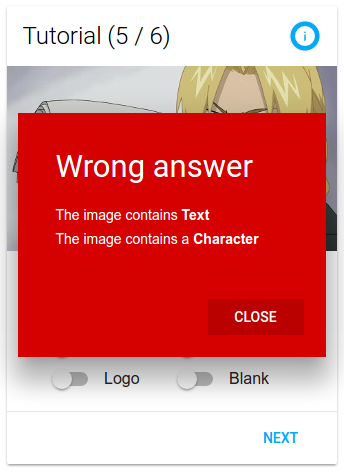 Tutorial (5 / 6)
Wrong answer
The image contains Text
The image contains a Character
CLOSE
Logo
Blank
NEXT